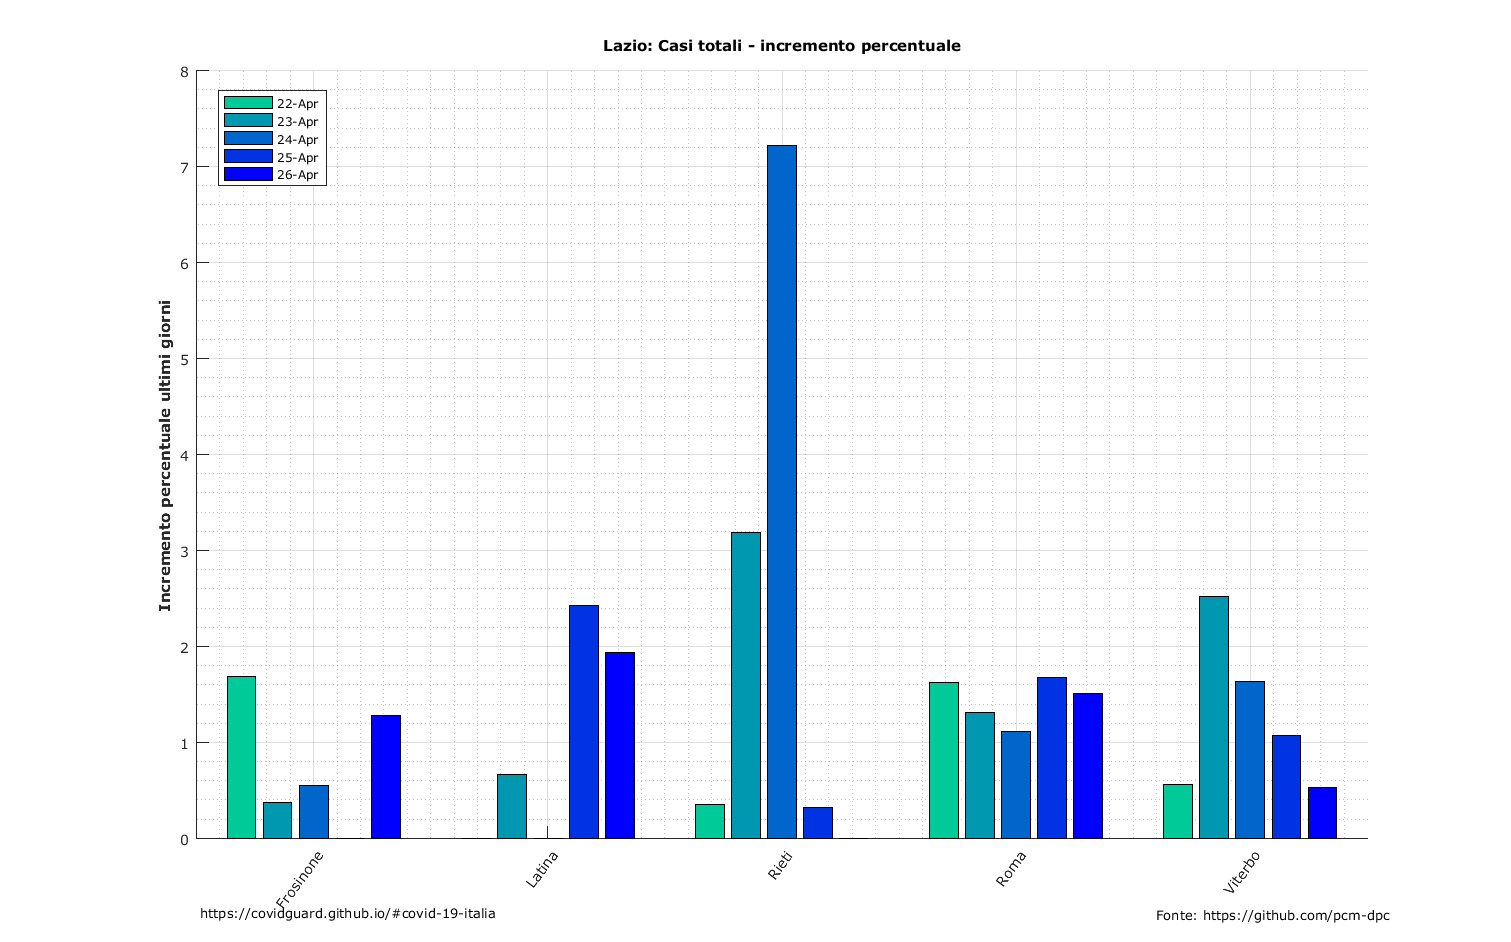 Lazio: Casi totali - incremento percentuale
8
7
6
5
4
3
2
1
0
Incremento percentuale ultimi giorni
22-Apr
23-Apr
24-Apr
25-Apr
26-Apr
Frosinone
Latina
Rieti
Roma
Viterbo
https://covidguard.github.io/#covid-19-italia
Fonte: https://github.com/pcm-dpc